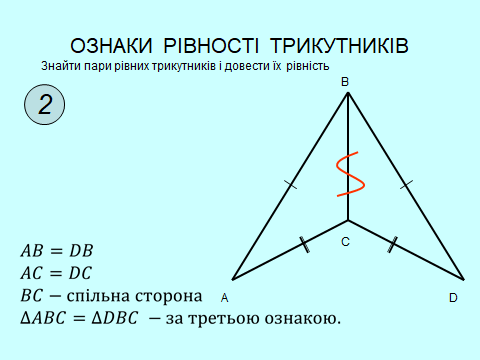 ОЗНАКИ РІВНОСТІ ТРИКУТНИКІВ
Знайти пари рівних трикутників і довести їх рівність
2
B
C
A
D
AB = DB
AC = DC
BC − спільна сторона
ΔABC = ΔDBC − за третьою ознакою.